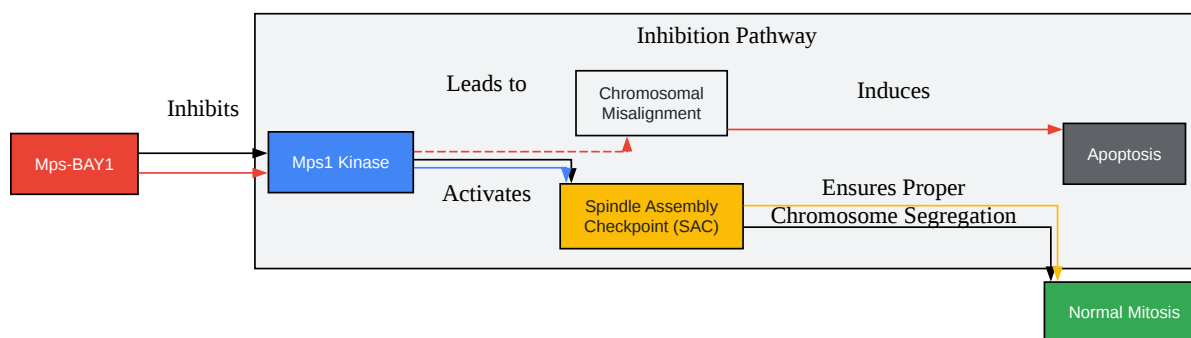 Inhibition Pathway
Leads to
Chromosomal
Misalignment
Induces
Inhibits
Mps-BAY1
Mps1 Kinase
Apoptosis
Activates
Spindle Assembly
Checkpoint (SAC)
Ensures Proper
Chromosome Segregation
Normal Mitosis